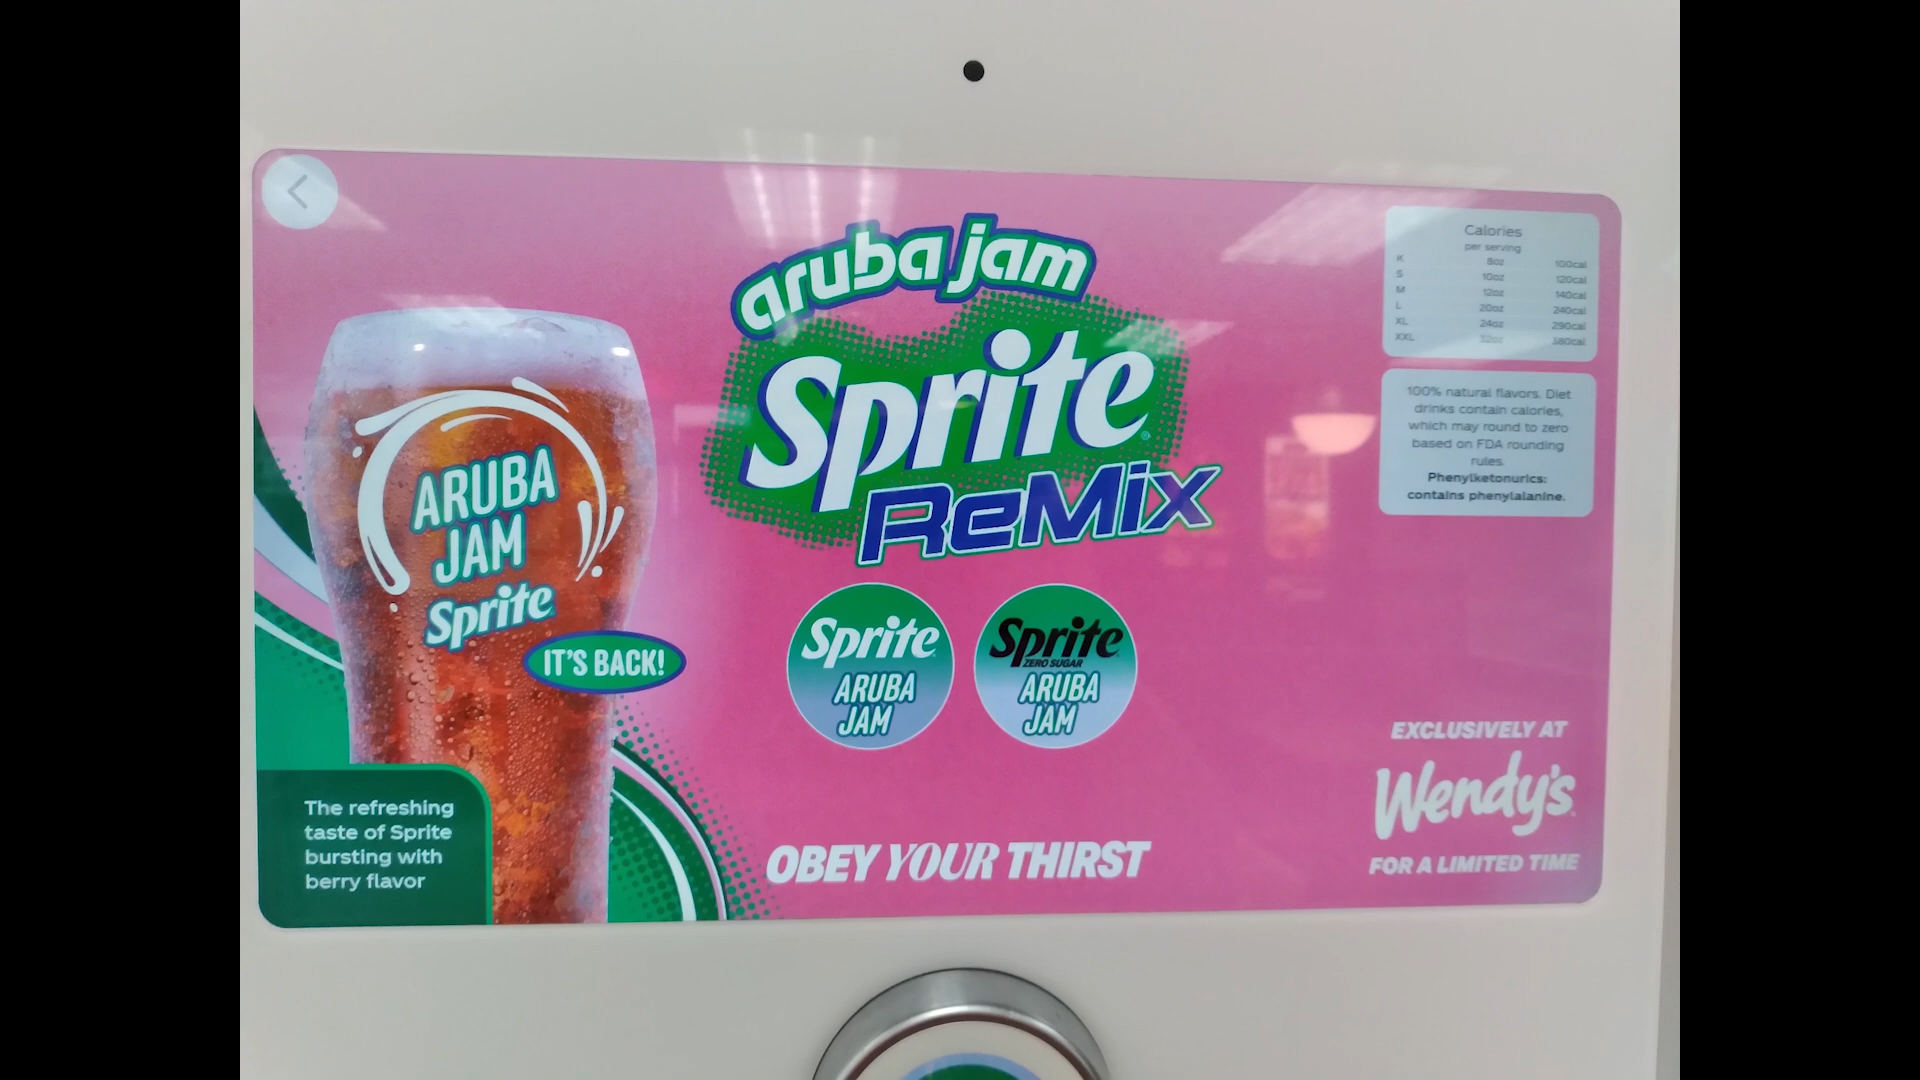 aruba jam
Sprite
ReMix
ARUBA
JAM
Sprite
IT'S BACK!
Sprite
ARUBA
JAM
Sprite
ZERO SUGAR
ARUBA
JAM
The refreshing
taste of Sprite
bursting with
berry flavor
OBEY YOUR THIRST
Calories
per serving
K 8oz 100cal
S 10oz 120cal
M 12oz 140cal
L 20oz 240cal
XL 24oz 290cal
XXL 32oz 380cal
100% natural flavors. Diet
drinks contain calories,
which may round to zero
based on FDA rounding
rules.
Phenylketonurics:
contains phenylalanine.
EXCLUSIVELY AT
Wendy's
FOR A LIMITED TIME